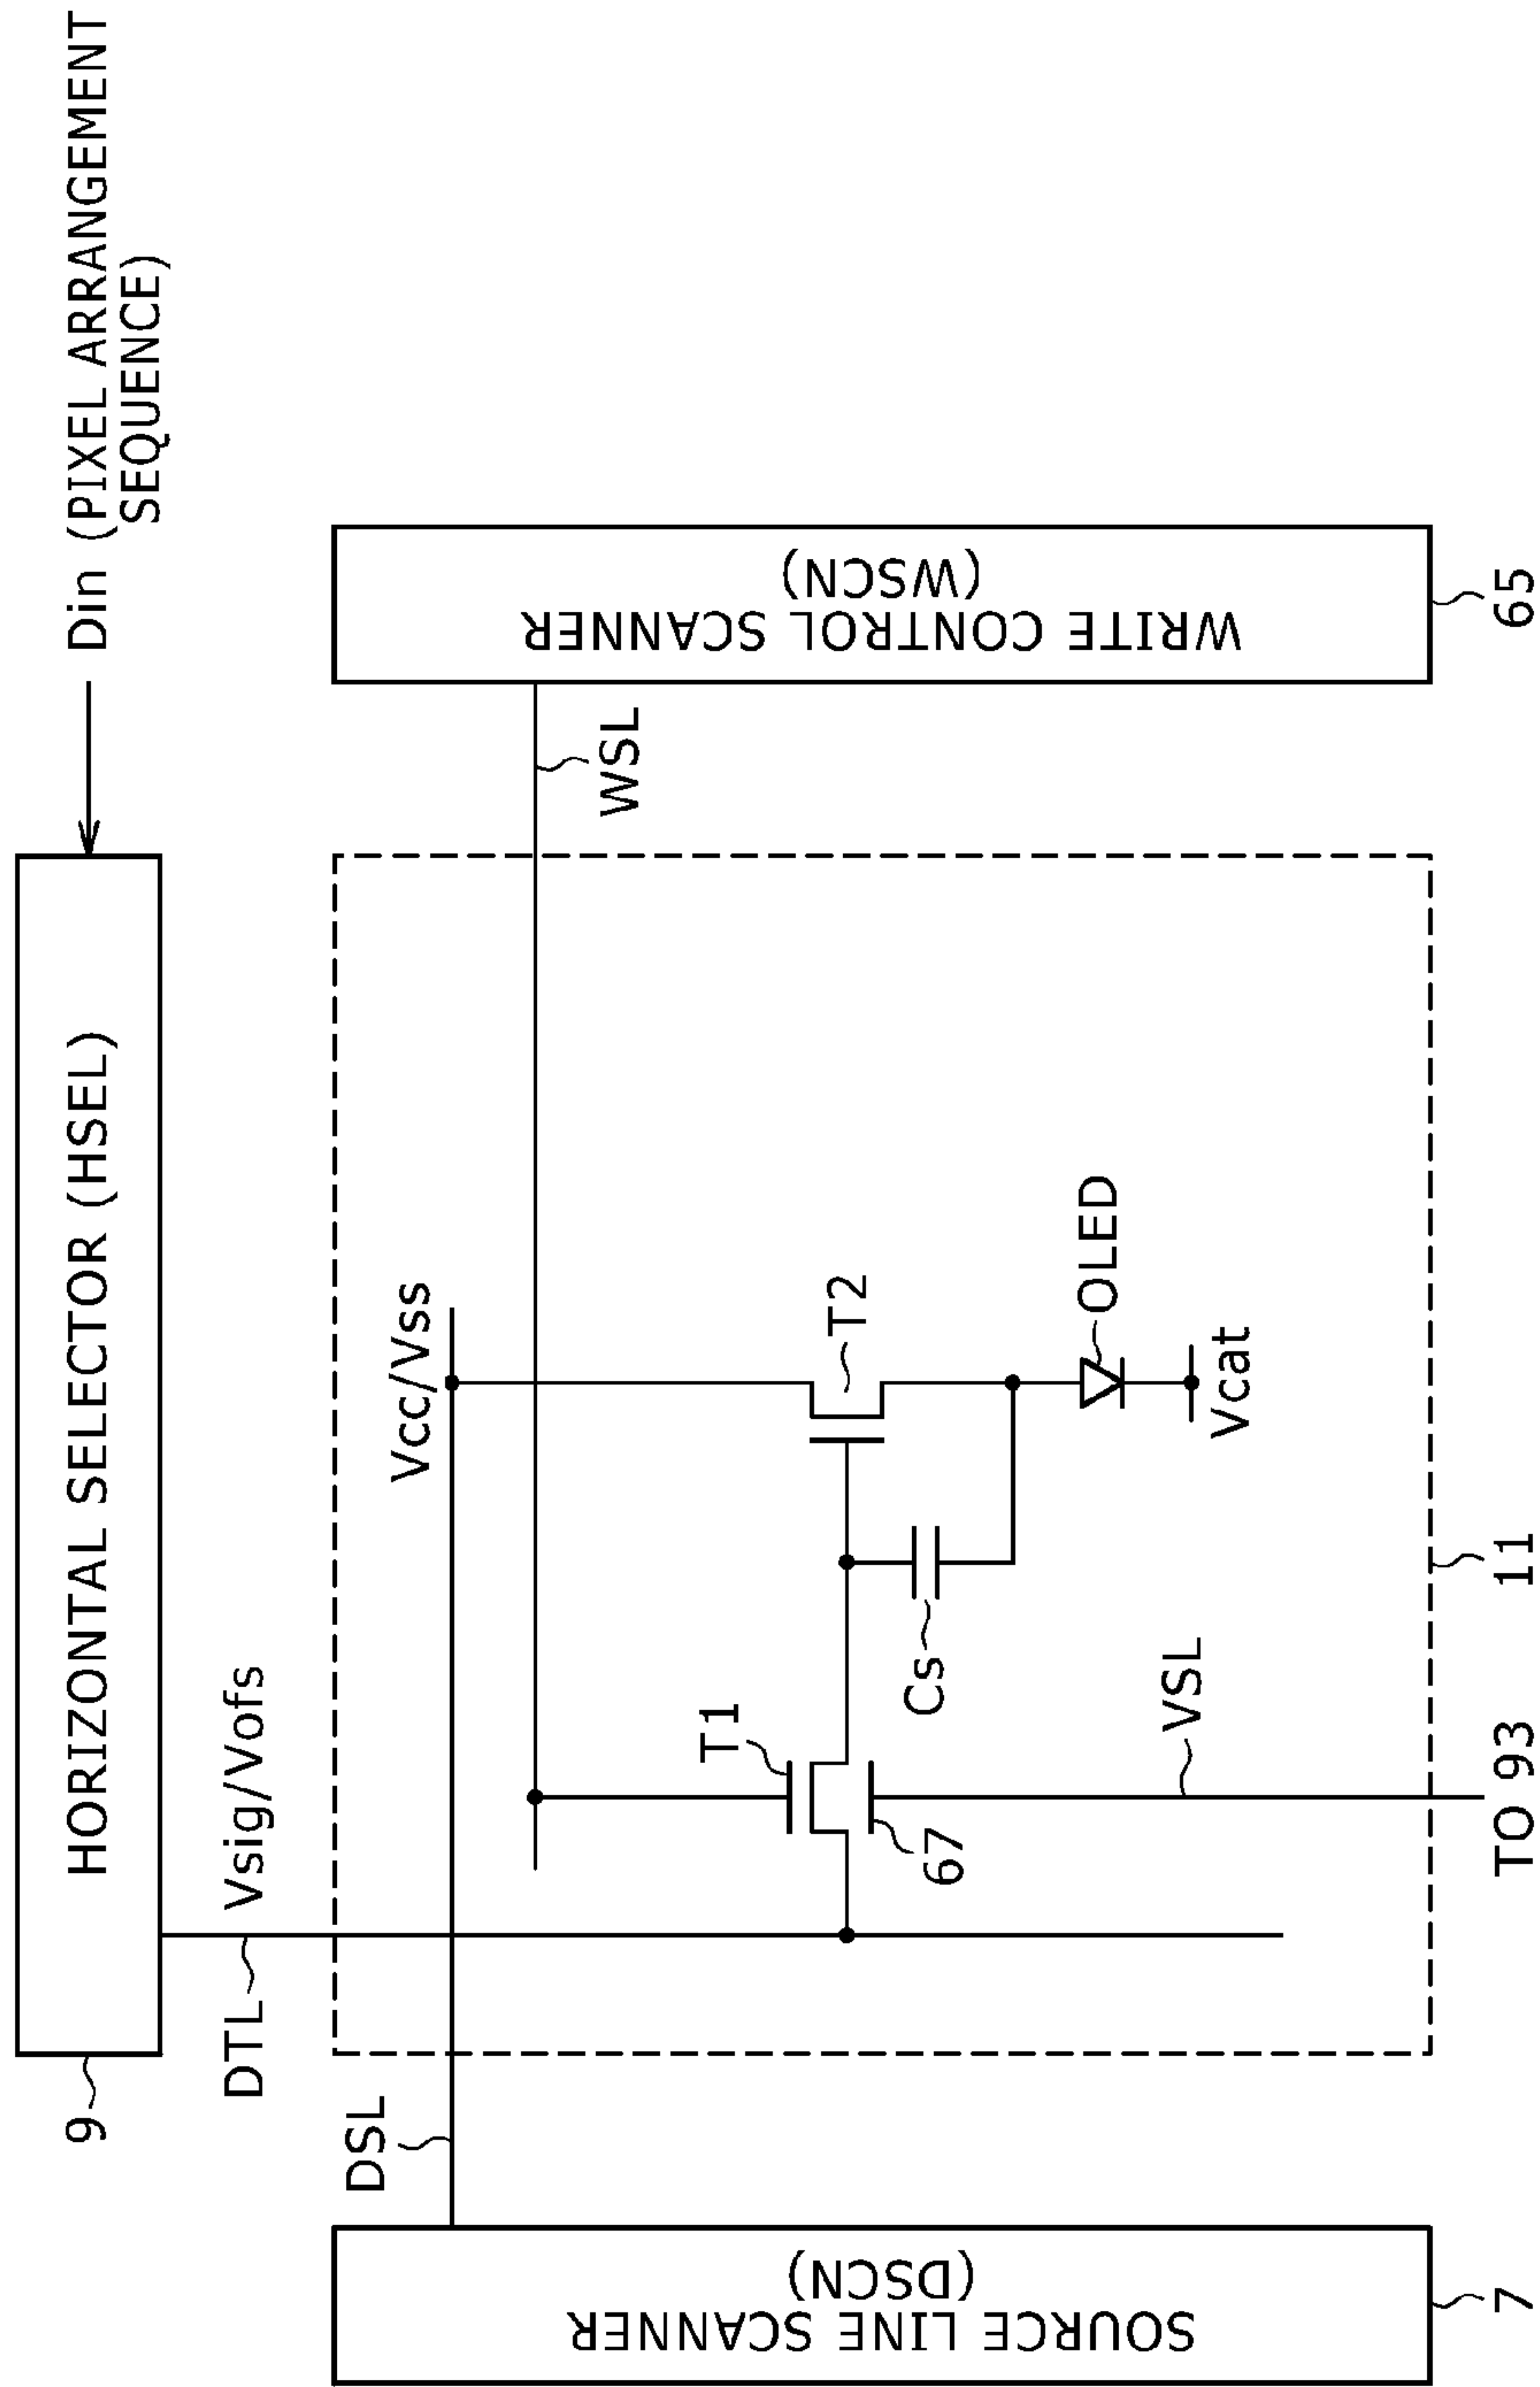 Din (PIXEL ARRANGEMENT
SEQUENCE)
HORIZONTAL SELECTOR (HSEL)
9
DTL
Vsig/Vofs
DSL
Vcc/Vss
WSL
SOURCE LINE SCANNER
(DSCN)
7
WRITE CONTROL SCANNER
(WSCN)
65
T1
67
T2
Cs
OLED
Vcat
VSL
TO 93
11